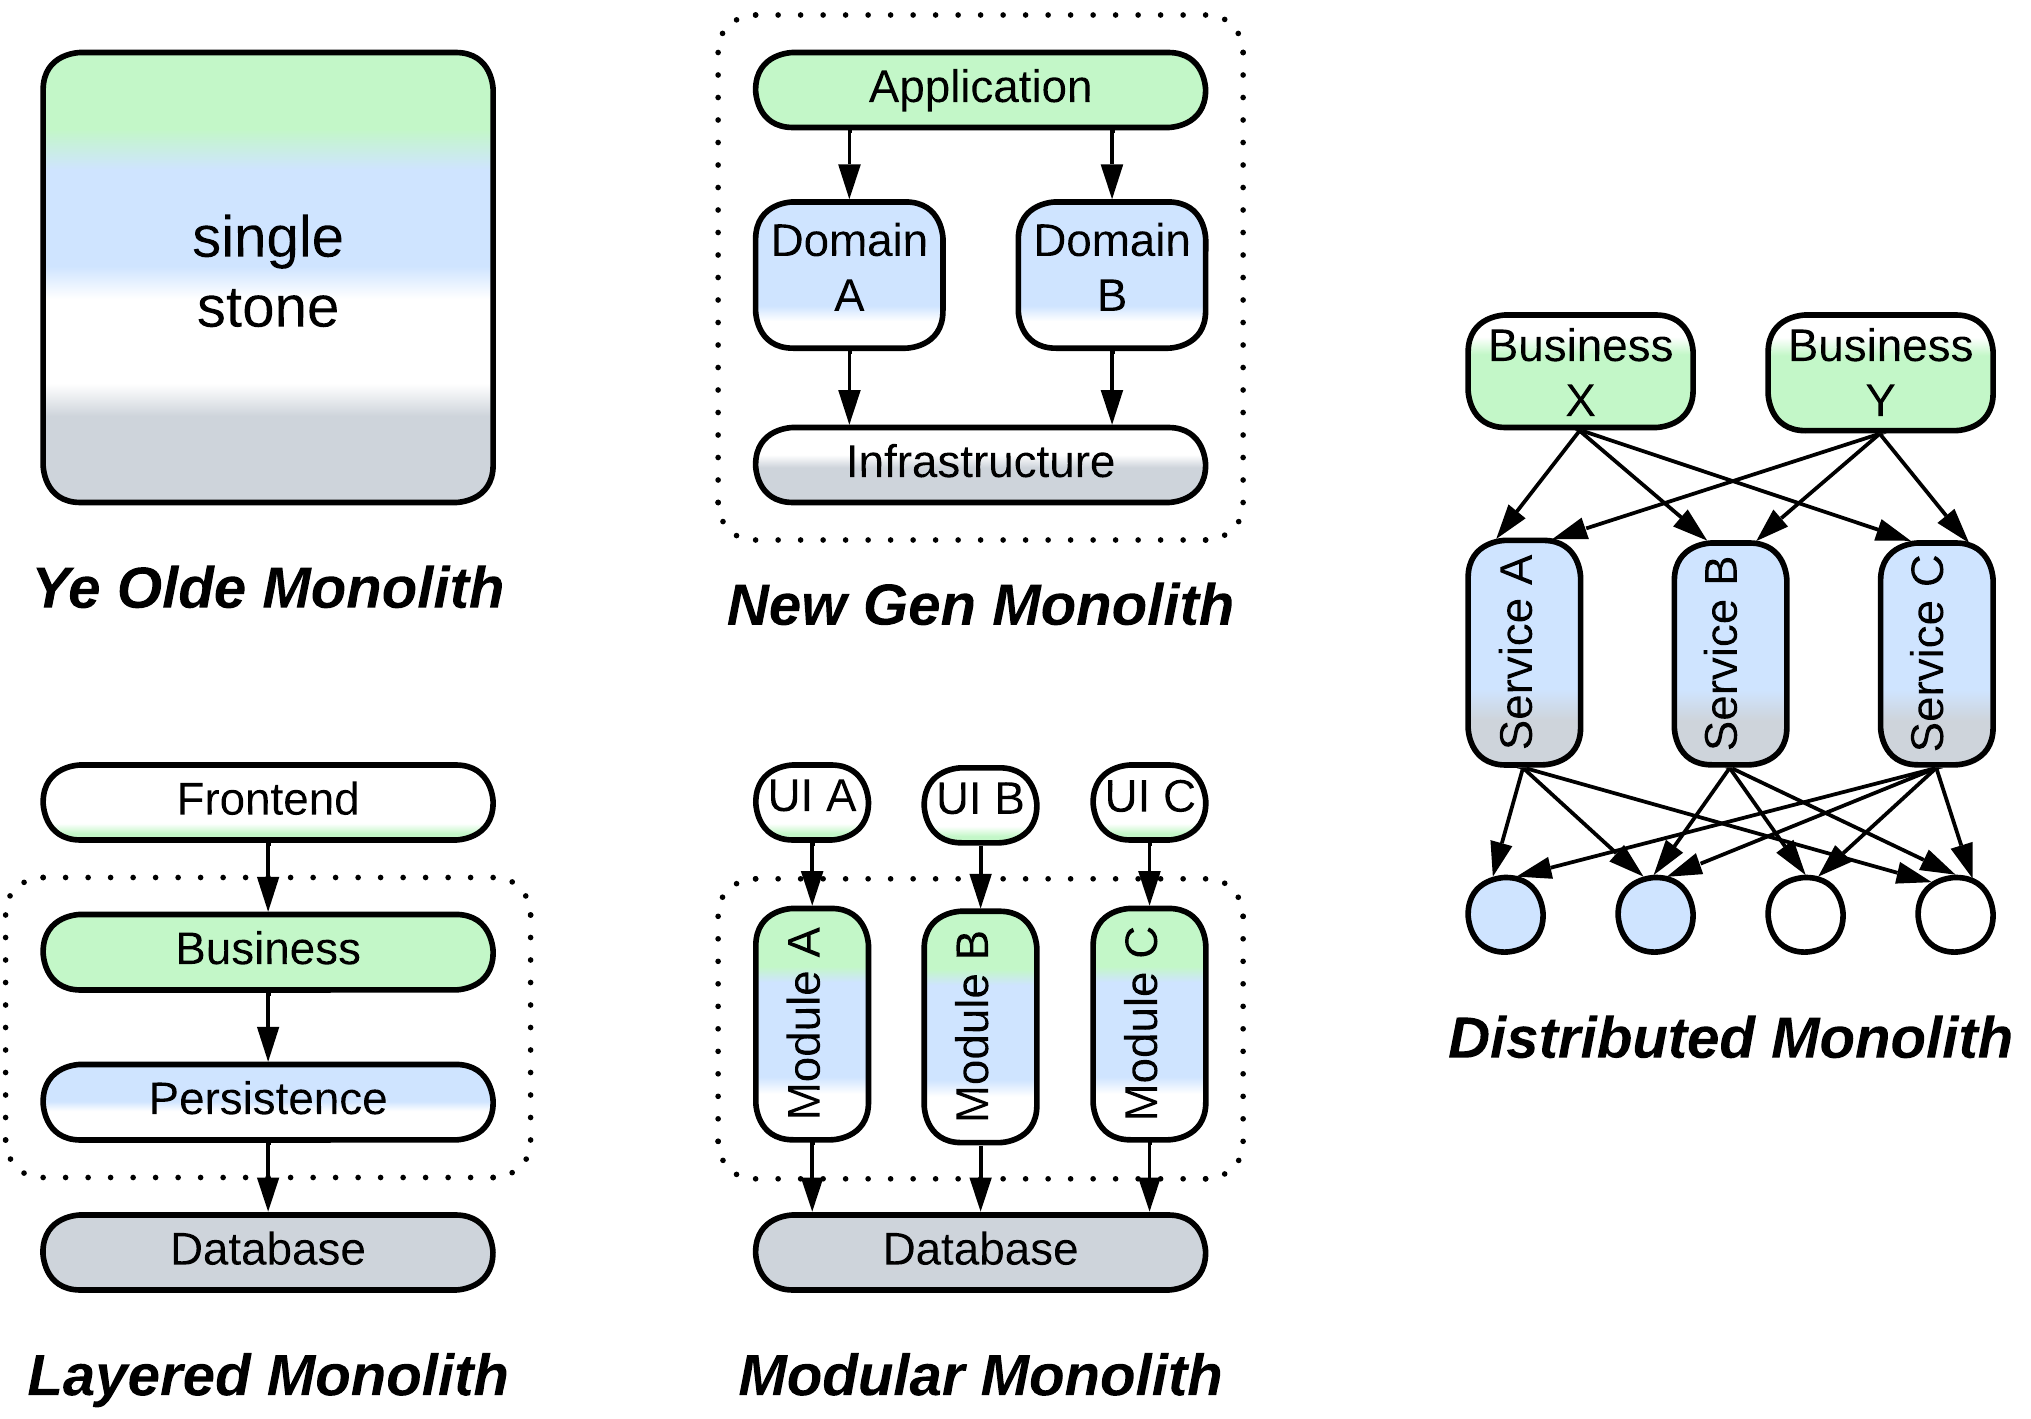 single
stone
Ye Olde Monolith
Application
Domain
A
Domain
B
Infrastructure
New Gen Monolith
Frontend
Business
Persistence
Database
Layered Monolith
UI A
UI B
UI C
Module A
Module B
Module C
Database
Modular Monolith
Business
X
Business
Y
Service A
Service B
Service C
Distributed Monolith